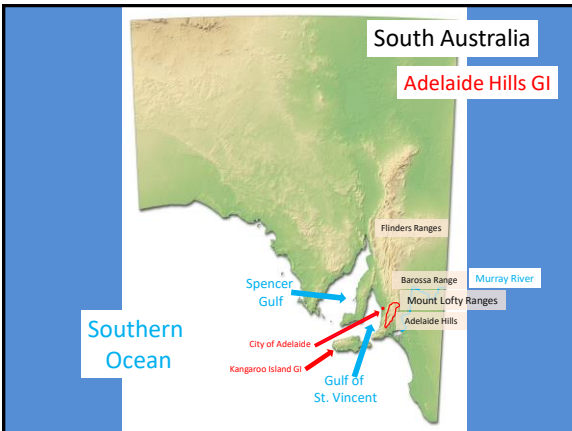 South Australia
Adelaide Hills GI
Flinders Ranges
Barossa Range
Murray River
Spencer
Gulf
Mount Lofty Ranges
Adelaide Hills
Southern
Ocean
City of Adelaide
Kangaroo Island GI
Gulf of
St. Vincent